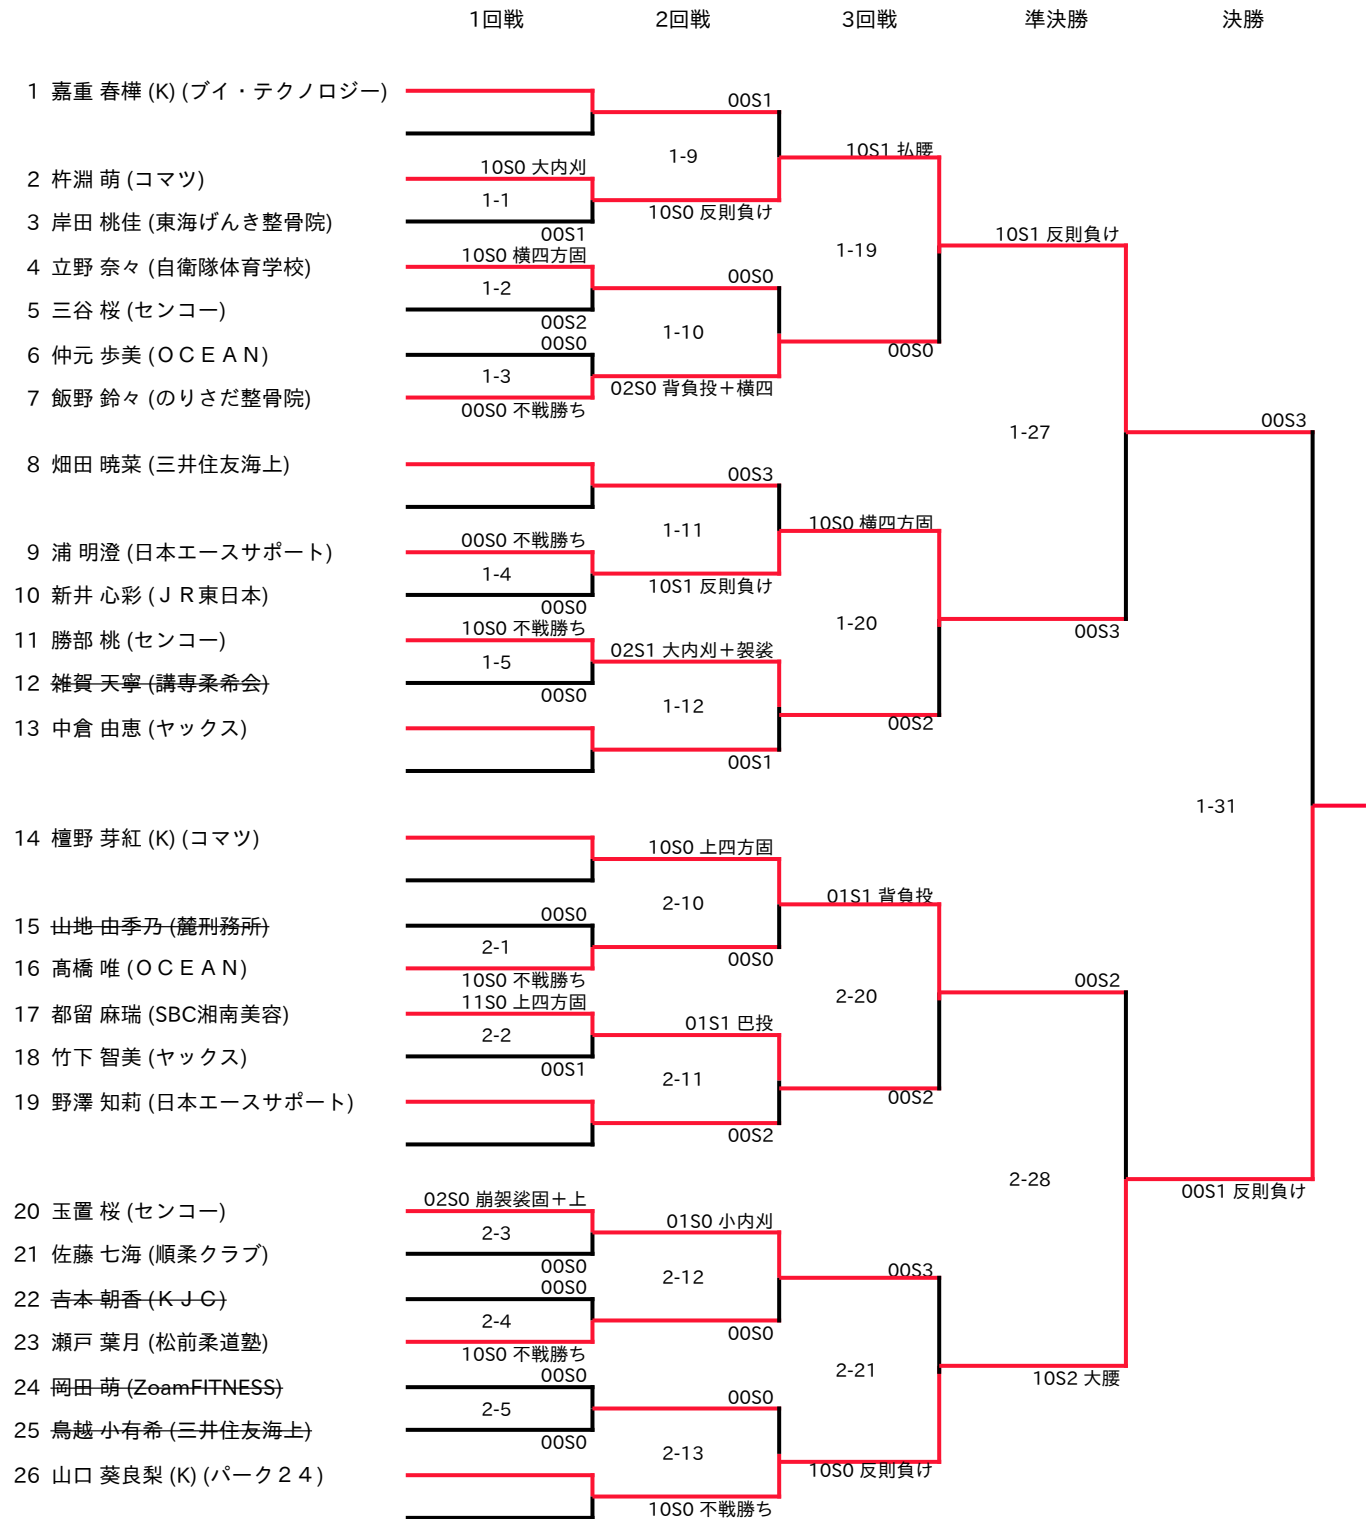 1回戦 2回戦 3回戦 準決勝 決勝
1 嘉重 春樺 (K) (ブイ・テクノロジー)
00S1
10S1 払腰
1-9
10S0 大内刈
2 杵淵 萌 (コマツ)
1-1
10S0 反則負け
3 岸田 桃佳 (東海げんき整骨院)
00S1
10S1 反則負け
1-19
10S0 横四方固
4 立野 奈々 (自衛隊体育学校)
00S0
1-2
5 三谷 桜 (センコー)
00S2
1-10
00S0
00S0
6 仲元 歩美 (ＯＣＥＡＮ)
1-3
02S0 背負投＋横四
7 飯野 鈴々 (のりさだ整骨院)
00S0 不戦勝ち
00S3
1-27
8 畑田 暁菜 (三井住友海上)
00S3
10S0 横四方固
1-11
00S0 不戦勝ち
9 浦 明澄 (日本エースサポート)
1-4
10S1 反則負け
10 新井 心彩 (ＪＲ東日本)
00S0
1-20
10S0 不戦勝ち
00S3
11 勝部 桃 (センコー)
02S1 大内刈＋袈裟
1-5
12 雑賀 天寧 (講専柔希会)
00S0
1-12
00S2
13 中倉 由恵 (ヤックス)
00S1
1-31
14 檀野 芽紅 (K) (コマツ)
10S0 上四方固
01S1 背負投
2-10
00S0
15 山地 由季乃 (麓刑務所)
2-1
00S0
16 髙橋 唯 (ＯＣＥＡＮ)
10S0 不戦勝ち
00S2
2-20
11S0 上四方固
17 都留 麻瑞 (SBC湘南美容)
01S1 巴投
2-2
18 竹下 智美 (ヤックス)
00S1
2-11
00S2
19 野澤 知莉 (日本エースサポート)
00S2
2-28
00S1 反則負け
02S0 崩袈裟固＋上
20 玉置 桜 (センコー)
01S0 小内刈
2-3
21 佐藤 七海 (順柔クラブ)
00S0
2-12
00S3
00S0
22 吉本 朝香 (ＫＪＣ)
2-4
00S0
23 瀬戸 葉月 (松前柔道塾)
10S0 不戦勝ち
2-21
10S2 大腰
00S0
24 岡田 萌 (ZoamFITNESS)
00S0
2-5
25 鳥越 小有希 (三井住友海上)
00S0
2-13
10S0 反則負け
26 山口 葵良梨 (K) (パーク２４)
10S0 不戦勝ち